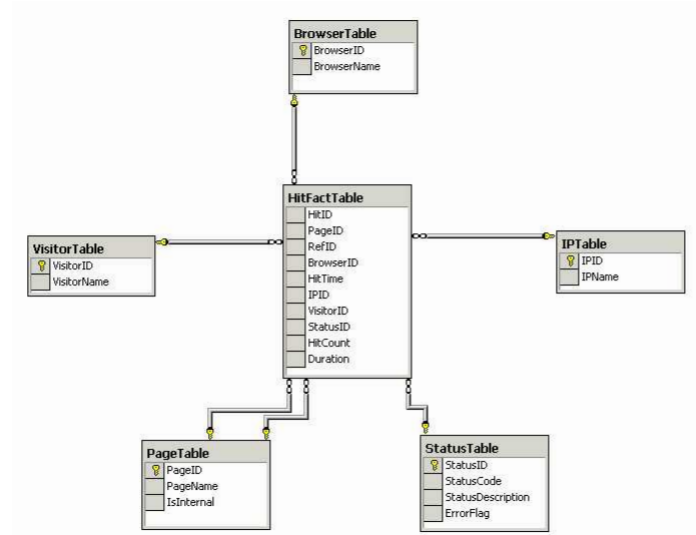 BrowserTable
BrowserID
BrowserName
HitFactTable
HitID
PageID
RefID
BrowserID
HitTime
IPID
VisitorID
StatusID
HitCount
Duration
VisitorTable
VisitorID
VisitorName
IPTable
IPID
IPName
PageTable
PageID
PageName
IsInternal
StatusTable
StatusID
StatusCode
StatusDescription
ErrorFlag